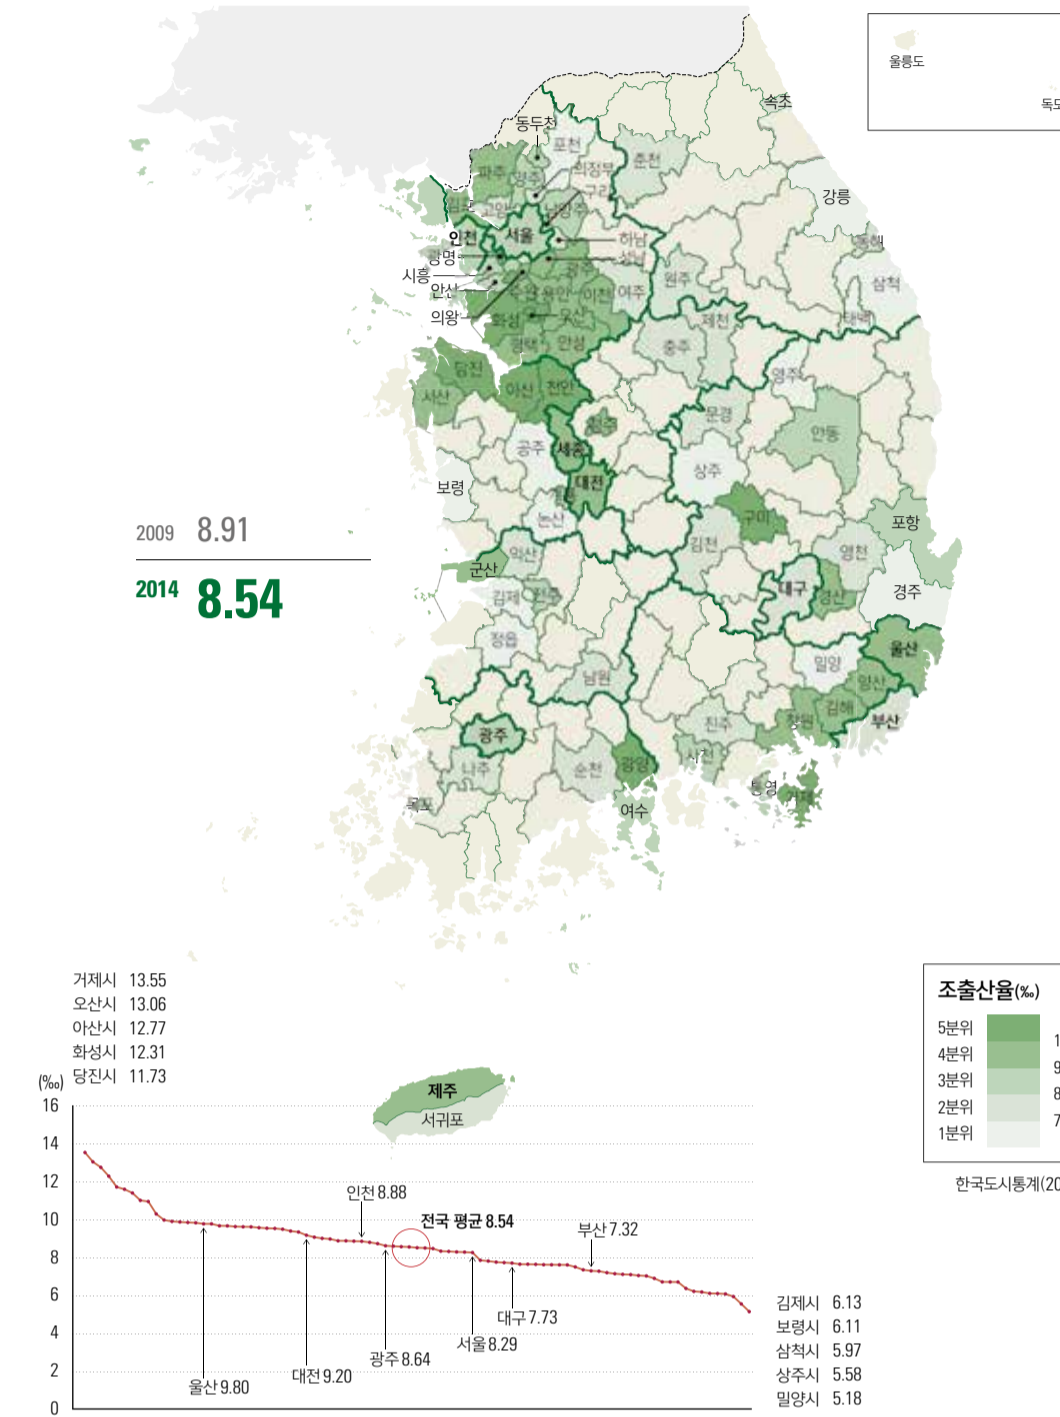 울릉도
독도
속초
동두천
포천
춘천
파주
양주
의정부
구리
강릉
김포
고양
남양주
인천
서울
하남
동해
광명
성남
시흥
광주
삼척
안산
수원
용인
이천
여주
원주
의왕
화성
오산
제천
태백
평택
안성
충주
당진
영주
서산
아산
천안
문경
청주
안동
공주
세종
상주
보령
대전
계룡
구미
논산
포항
2009 8.91
김천
익산
영천
군산
2014 8.54
대구
경산
경주
김제
전주
정읍
울산
밀양
남원
양산
김해
진주
창원
부산
광주
사천
나주
순천
광양
통영
거제
목포
여수
거제시 13.55
오산시 13.06
아산시 12.77
화성시 12.31
당진시 11.73
조출산율(‰)
5분위
4분위
3분위
2분위
1분위
1
9
8
7
한국도시통계(20
제주
서귀포
(‰)
16
14
12
10
8
6
4
2
0
인천 8.88
전국 평균 8.54
부산 7.32
대구 7.73
서울 8.29
광주 8.64
대전 9.20
울산 9.80
김제시 6.13
보령시 6.11
삼척시 5.97
상주시 5.58
밀양시 5.18